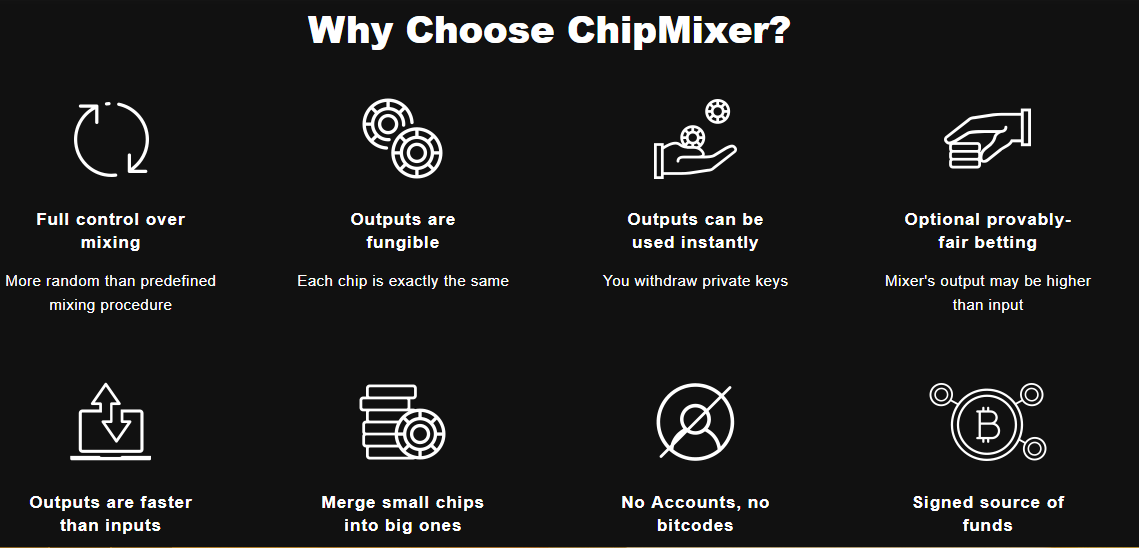 Why Choose ChipMixer?
Full control over
mixing
More random than predefined
mixing procedure
Outputs are
fungible
Each chip is exactly the same
Outputs can be
used instantly
You withdraw private keys
Optional provably-
fair betting
Mixer's output may be higher
than input
Outputs are faster
than inputs
Merge small chips
into big ones
No Accounts, no
bitcodes
Signed source of
funds